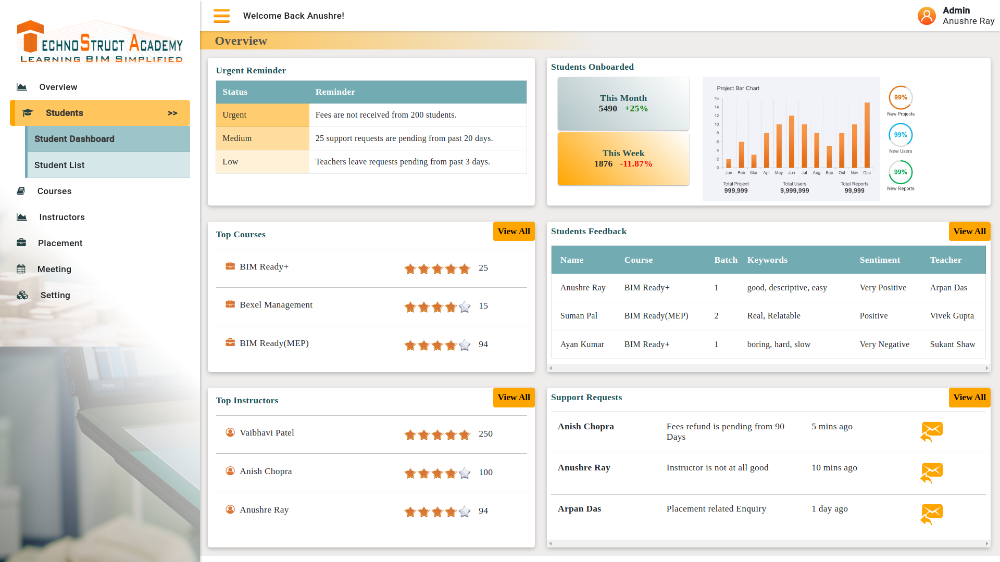 TECHNOSTRUCT ACADEMY
LEARNING BIM SIMPLIFIED
Overview
Students >>
Student Dashboard
Student List
Courses
Instructors
Placement
Meeting
Setting
Models
Welcome Back Anushre!
Admin
Anushre Ray
Overview
Urgent Reminder
Status Reminder
Urgent Fees are not received from 200 students.
Medium 25 support requests are pending from past 20 days.
Low Teachers leave requests pending from past 3 days.
Students Onboarded
This Month
5490 +25%
This Week
1876 -11.87%
Project Bar Chart
16
14
12
10
8
6
4
2
0
Jan Feb Mar Apr May Jun Jul Aug Sep Oct Nov Dec
Total Project Total Users Total Reports
999,999 9,999,999 99,999
99%
New Projects
99%
New Users
99%
New Reports
Top Courses View All
BIM Ready+ 25
Bexel Management 15
BIM Ready(MEP) 94
Students Feedback View All
Name Course Batch Keywords Sentiment Teacher
Anushre Ray BIM Ready+ 1 good, descriptive, easy Very Positive Arpan Das
Suman Pal BIM Ready(MEP) 2 Real, Relatable Positive Vivek Gupta
Ayan Kumar BIM Ready+ 1 boring, hard, slow Very Negative Sukant Shaw
Top Instructors View All
Vaibhavi Patel 250
Anish Chopra 100
Anushre Ray 94
Support Requests View All
Anish Chopra Fees refund is pending from 90 5 mins ago
Days
Anushre Ray Instructor is not at all good 10 mins ago
Arpan Das Placement related Enquiry 1 day ago